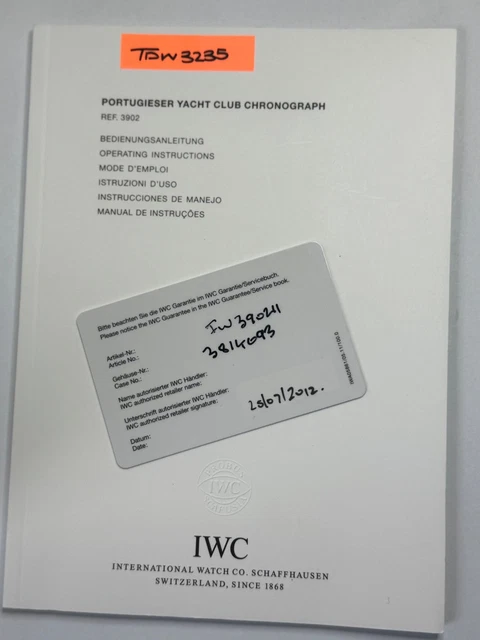 TDW3235
PORTUGIESER YACHT CLUB CHRONOGRAPH
REF. 3902
BEDIENUNGSANLEITUNG
OPERATING INSTRUCTIONS
MODE D'EMPLOI
ISTRUZIONI D'USO
INSTRUCCIONES DE MANEJO
MANUAL DE INSTRUÇÕES
Bitte beachten Sie die IWC Garantie im IWC Garantie/Servicebuch.
Please notice the IWC Guarantee in the IWC Guarantee/Service book.
Artikel-Nr.: IW390211
Article No.:
Gehäuse-Nr.: 3814093
Case No.:
Name autorisierter IWC Händler:
IWC authorized retailer name:
Unterschrift autorisierter IWC Händler:
IWC authorized retailer signature:
Datum: 28/07/2012.
Date:
IWC
IWC
INTERNATIONAL WATCH CO. SCHAFFHAUSEN
SWITZERLAND, SINCE 1868